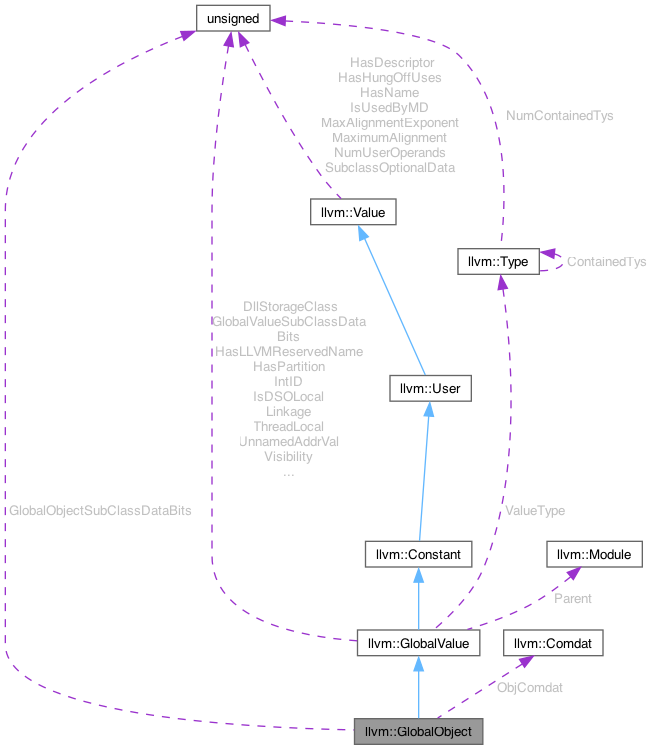 unsigned
HasDescriptor
HasHungOffUses
HasName
IsUsedByMD
MaxAlignmentExponent
MaximumAlignment
NumUserOperands
SubclassOptionalData
NumContainedTys
llvm::Value
llvm::Type
ContainedTys
DllStorageClass
GlobalValueSubClassData
Bits
HasLLVMReservedName
HasPartition
IntID
IsDSOLocal
Linkage
ThreadLocal
UnnamedAddrVal
Visibility
...
llvm::User
GlobalObjectSubClassDataBits
ValueType
llvm::Constant
llvm::Module
Parent
llvm::GlobalValue
llvm::Comdat
ObjComdat
llvm::GlobalObject